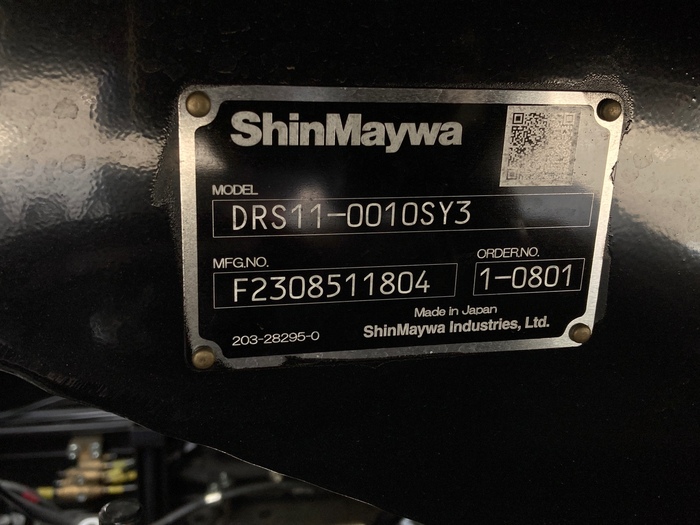 ShinMaywa
MODEL
DRS11-0010SY3
MFG.NO.
F2308511804
ORDER.NO.
1-0801
Made in Japan
203-28295-0
ShinMaywa Industries, Ltd.